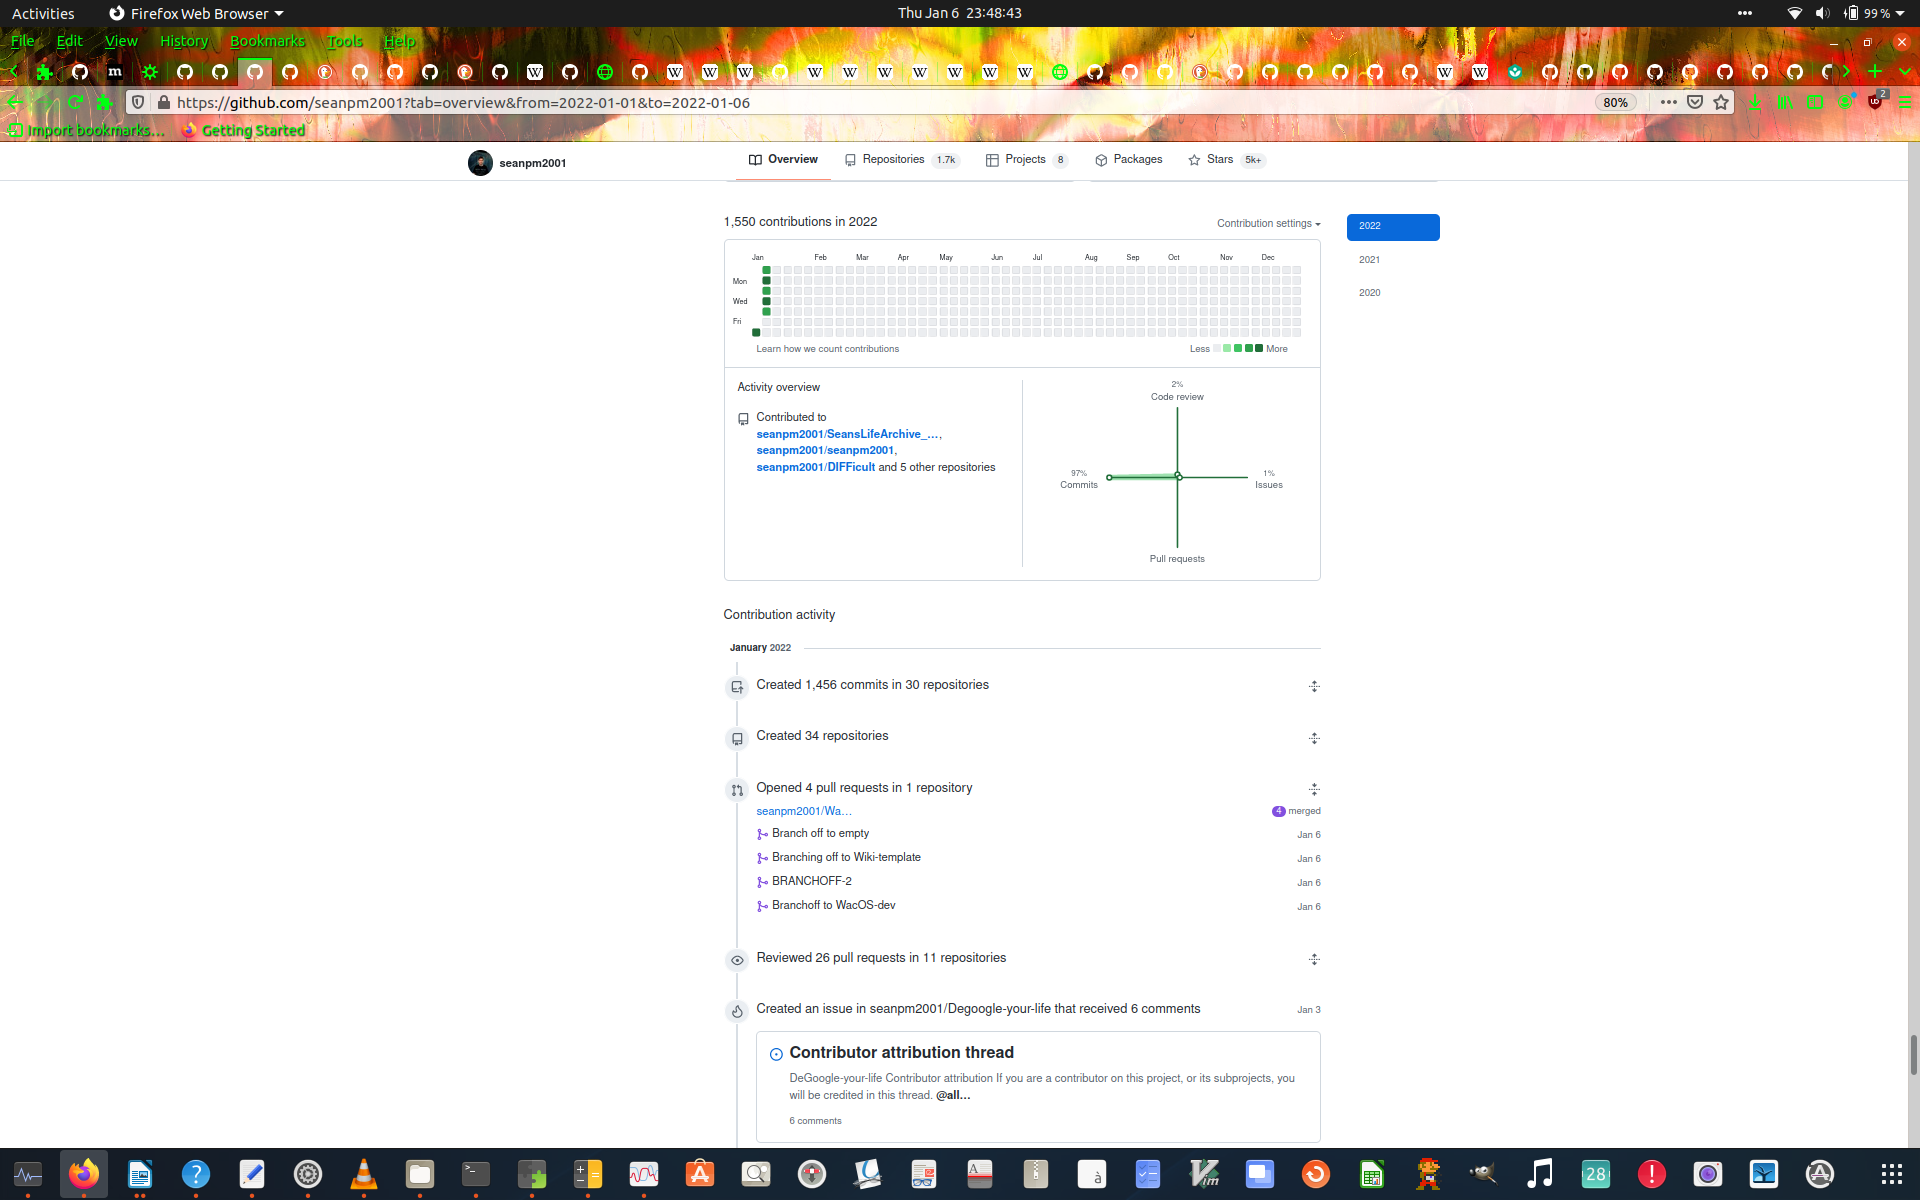 Activities Firefox Web Browser Thu Jan 6 23:48:43 99 %
File Edit View History Bookmarks Tools Help
https://github.com/seanpm2001?tab=overview&from=2022-01-01&to=2022-01-06 80% 2
Import bookmarks... Getting Started
seanpm2001 Overview Repositories 1.7k Projects 8 Packages Stars 5k+
1,550 contributions in 2022 Contribution settings 2022
2021
2020
Jan Feb Mar Apr May Jun Jul Aug Sep Oct Nov Dec
Mon
Wed
Fri
Learn how we count contributions Less More
Activity overview
Contributed to
seanpm2001/SeansLifeArchive_...,
seanpm2001/seanpm2001,
seanpm2001/DIFFicult and 5 other repositories
2%
Code review
97%
Commits
1%
Issues
Pull requests
Contribution activity
January 2022
Created 1,456 commits in 30 repositories
Created 34 repositories
Opened 4 pull requests in 1 repository
seanpm2001/Wa... 4 merged
Branch off to empty Jan 6
Branching off to Wiki-template Jan 6
BRANCHOFF-2 Jan 6
Branchoff to WacOS-dev Jan 6
Reviewed 26 pull requests in 11 repositories
Created an issue in seanpm2001/Degoogle-your-life that received 6 comments Jan 3
Contributor attribution thread
DeGoogle-your-life Contributor attribution If you are a contributor on this project, or its subprojects, you
will be credited in this thread. @all...
6 comments
28